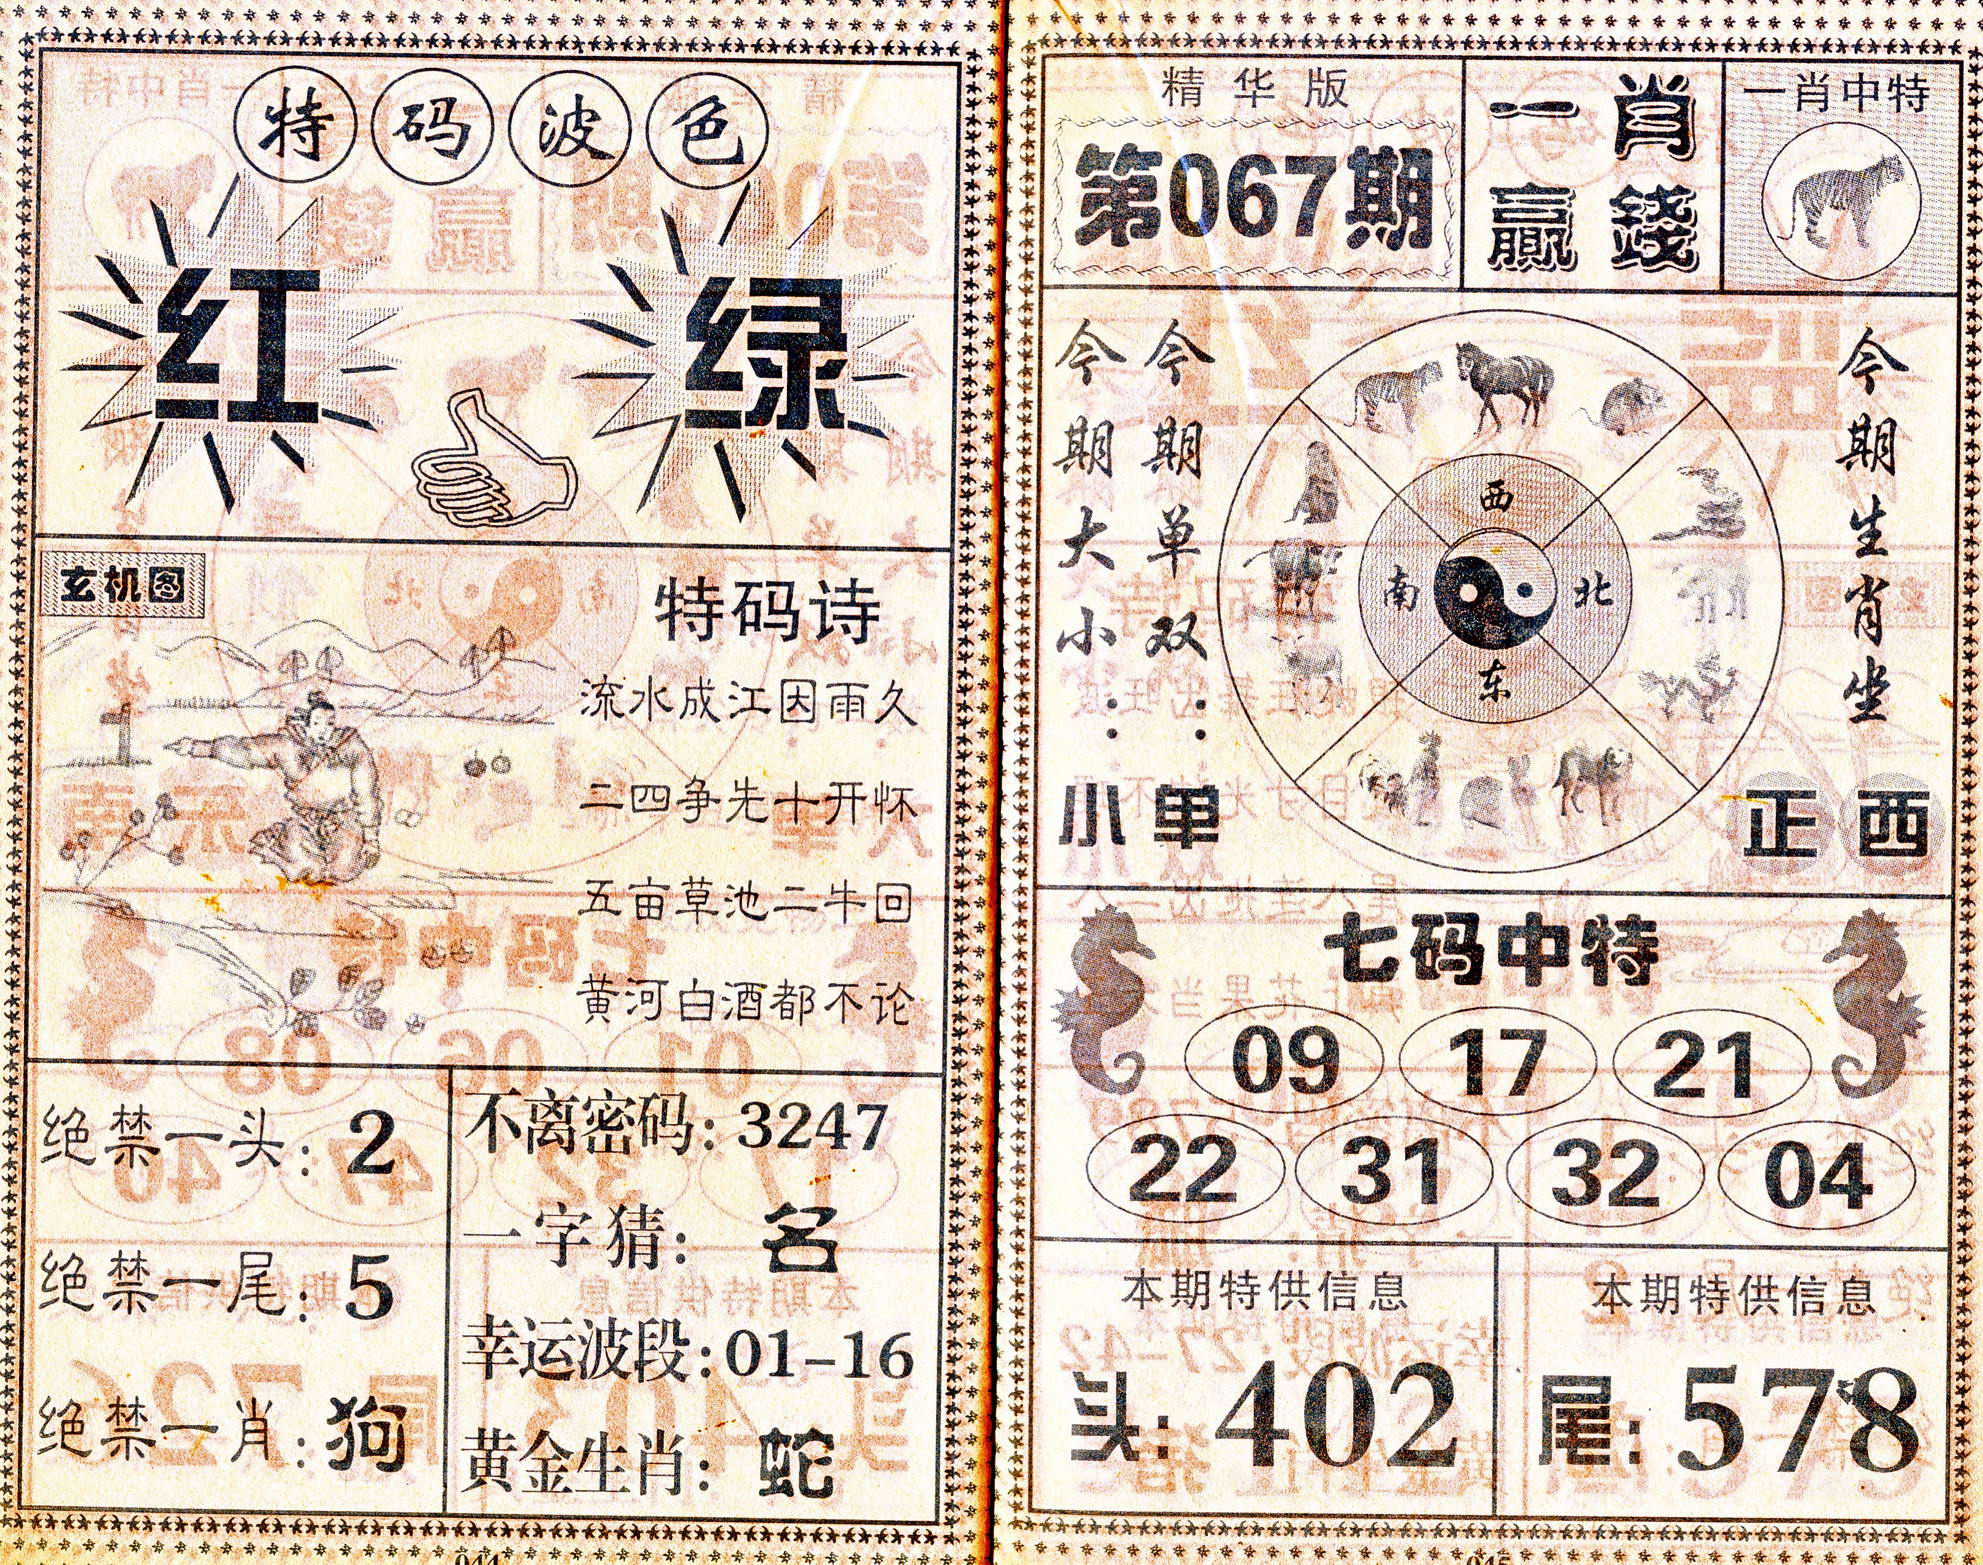 特码波色
红 绿
玄机图
特码诗
流水成江因雨久
二四争先十开怀
五亩草池二牛回
黄河白酒都不论
绝禁一头：2
绝禁一尾：5
绝禁一肖：狗
不离密码：3247
一字猜：名
幸运波段：01-16
黄金生肖：蛇
精华版
第067期
一肖
赢錢
一肖中特
今期大小：小
今期单双：单
西
南 北
东
今期生肖坐
正西
七码中特
09 17 21
22 31 32 04
本期特供信息
头：402
本期特供信息
尾：578